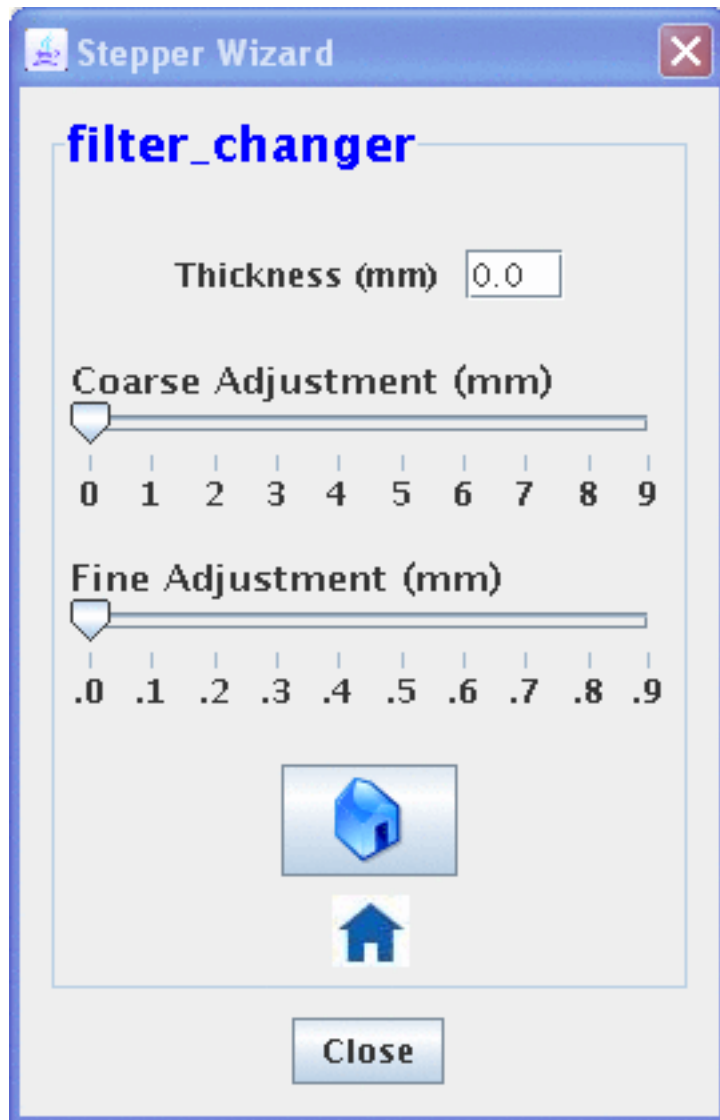 Stepper Wizard
filter_changer
Thickness (mm) 0.0
Coarse Adjustment (mm)
0 1 2 3 4 5 6 7 8 9
Fine Adjustment (mm)
.0 .1 .2 .3 .4 .5 .6 .7 .8 .9
Close